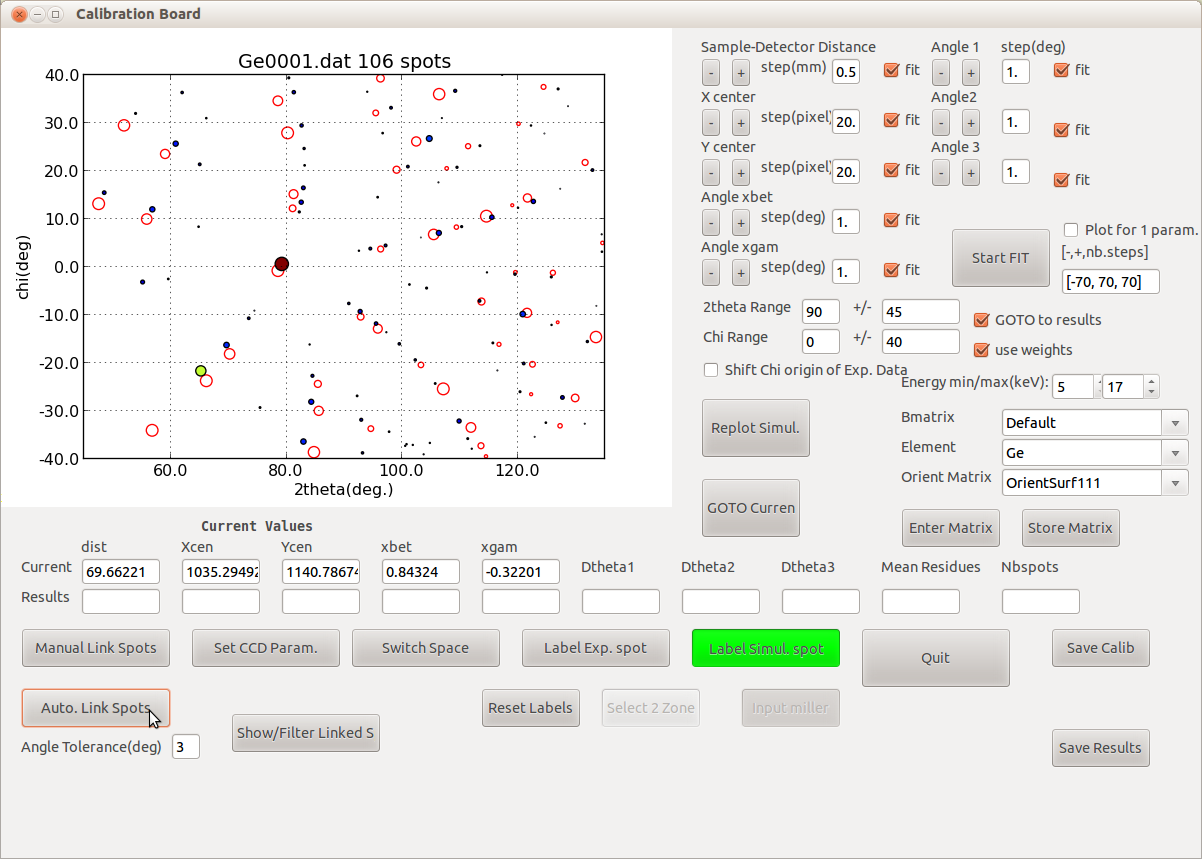 Calibration Board
Ge0001.dat 106 spots
40.0
30.0
20.0
10.0
0.0
-10.0
-20.0
-30.0
-40.0
chi(deg)
60.0 80.0 100.0 120.0
2theta(deg.)
Sample-Detector Distance Angle 1 step(deg)
- + step(mm) 0.5 fit - + 1. fit
X center Angle2
- + step(pixel) 20. fit - + 1. fit
Y center Angle 3
- + step(pixel) 20. fit - + 1. fit
Angle xbet
- + step(deg) 1. fit
Angle xgam
- + step(deg) 1. fit
Start FIT
Plot for 1 param.
[-,+,nb.steps]
[-70, 70, 70]
2theta Range 90 +/- 45
Chi Range 0 +/- 40
GOTO to results
use weights
Shift Chi origin of Exp. Data
Energy min/max(keV): 5 17
Replot Simul.
Bmatrix Default
Element Ge
Orient Matrix OrientSurf111
GOTO Curren
Enter Matrix Store Matrix
Current Values
dist Xcen Ycen xbet xgam
Current 69.66221 1035.29492 1140.78674 0.84324 -0.32201 Dtheta1 Dtheta2 Dtheta3 Mean Residues Nbspots
Results
Manual Link Spots Set CCD Param. Switch Space Label Exp. spot Label Simul. spot Quit Save Calib
Auto. Link Spots Reset Labels Select 2 Zone Input miller
Show/Filter Linked S
Angle Tolerance(deg) 3
Save Results